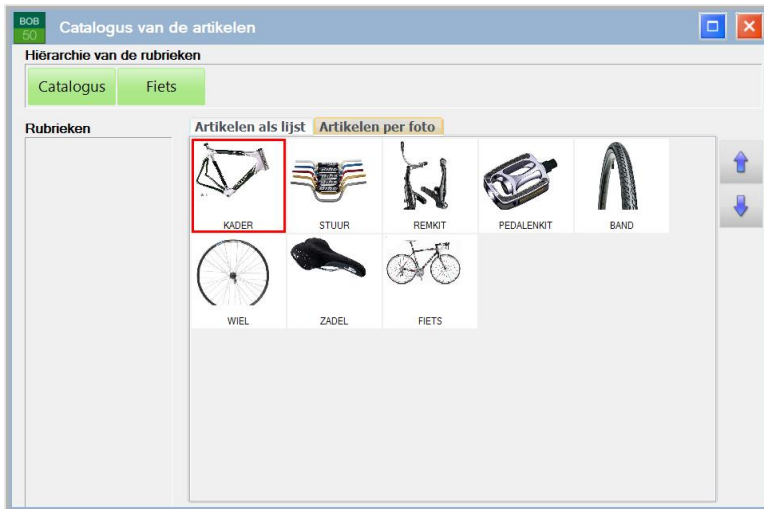 BOB
50
Catalogus van de artikelen
Hiërarchie van de rubrieken
Catalogus
Fiets
Rubrieken
Artikelen als lijst
Artikelen per foto
KADER
STUUR
REMKIT
PEDALENKIT
BAND
WIEL
ZADEL
FIETS